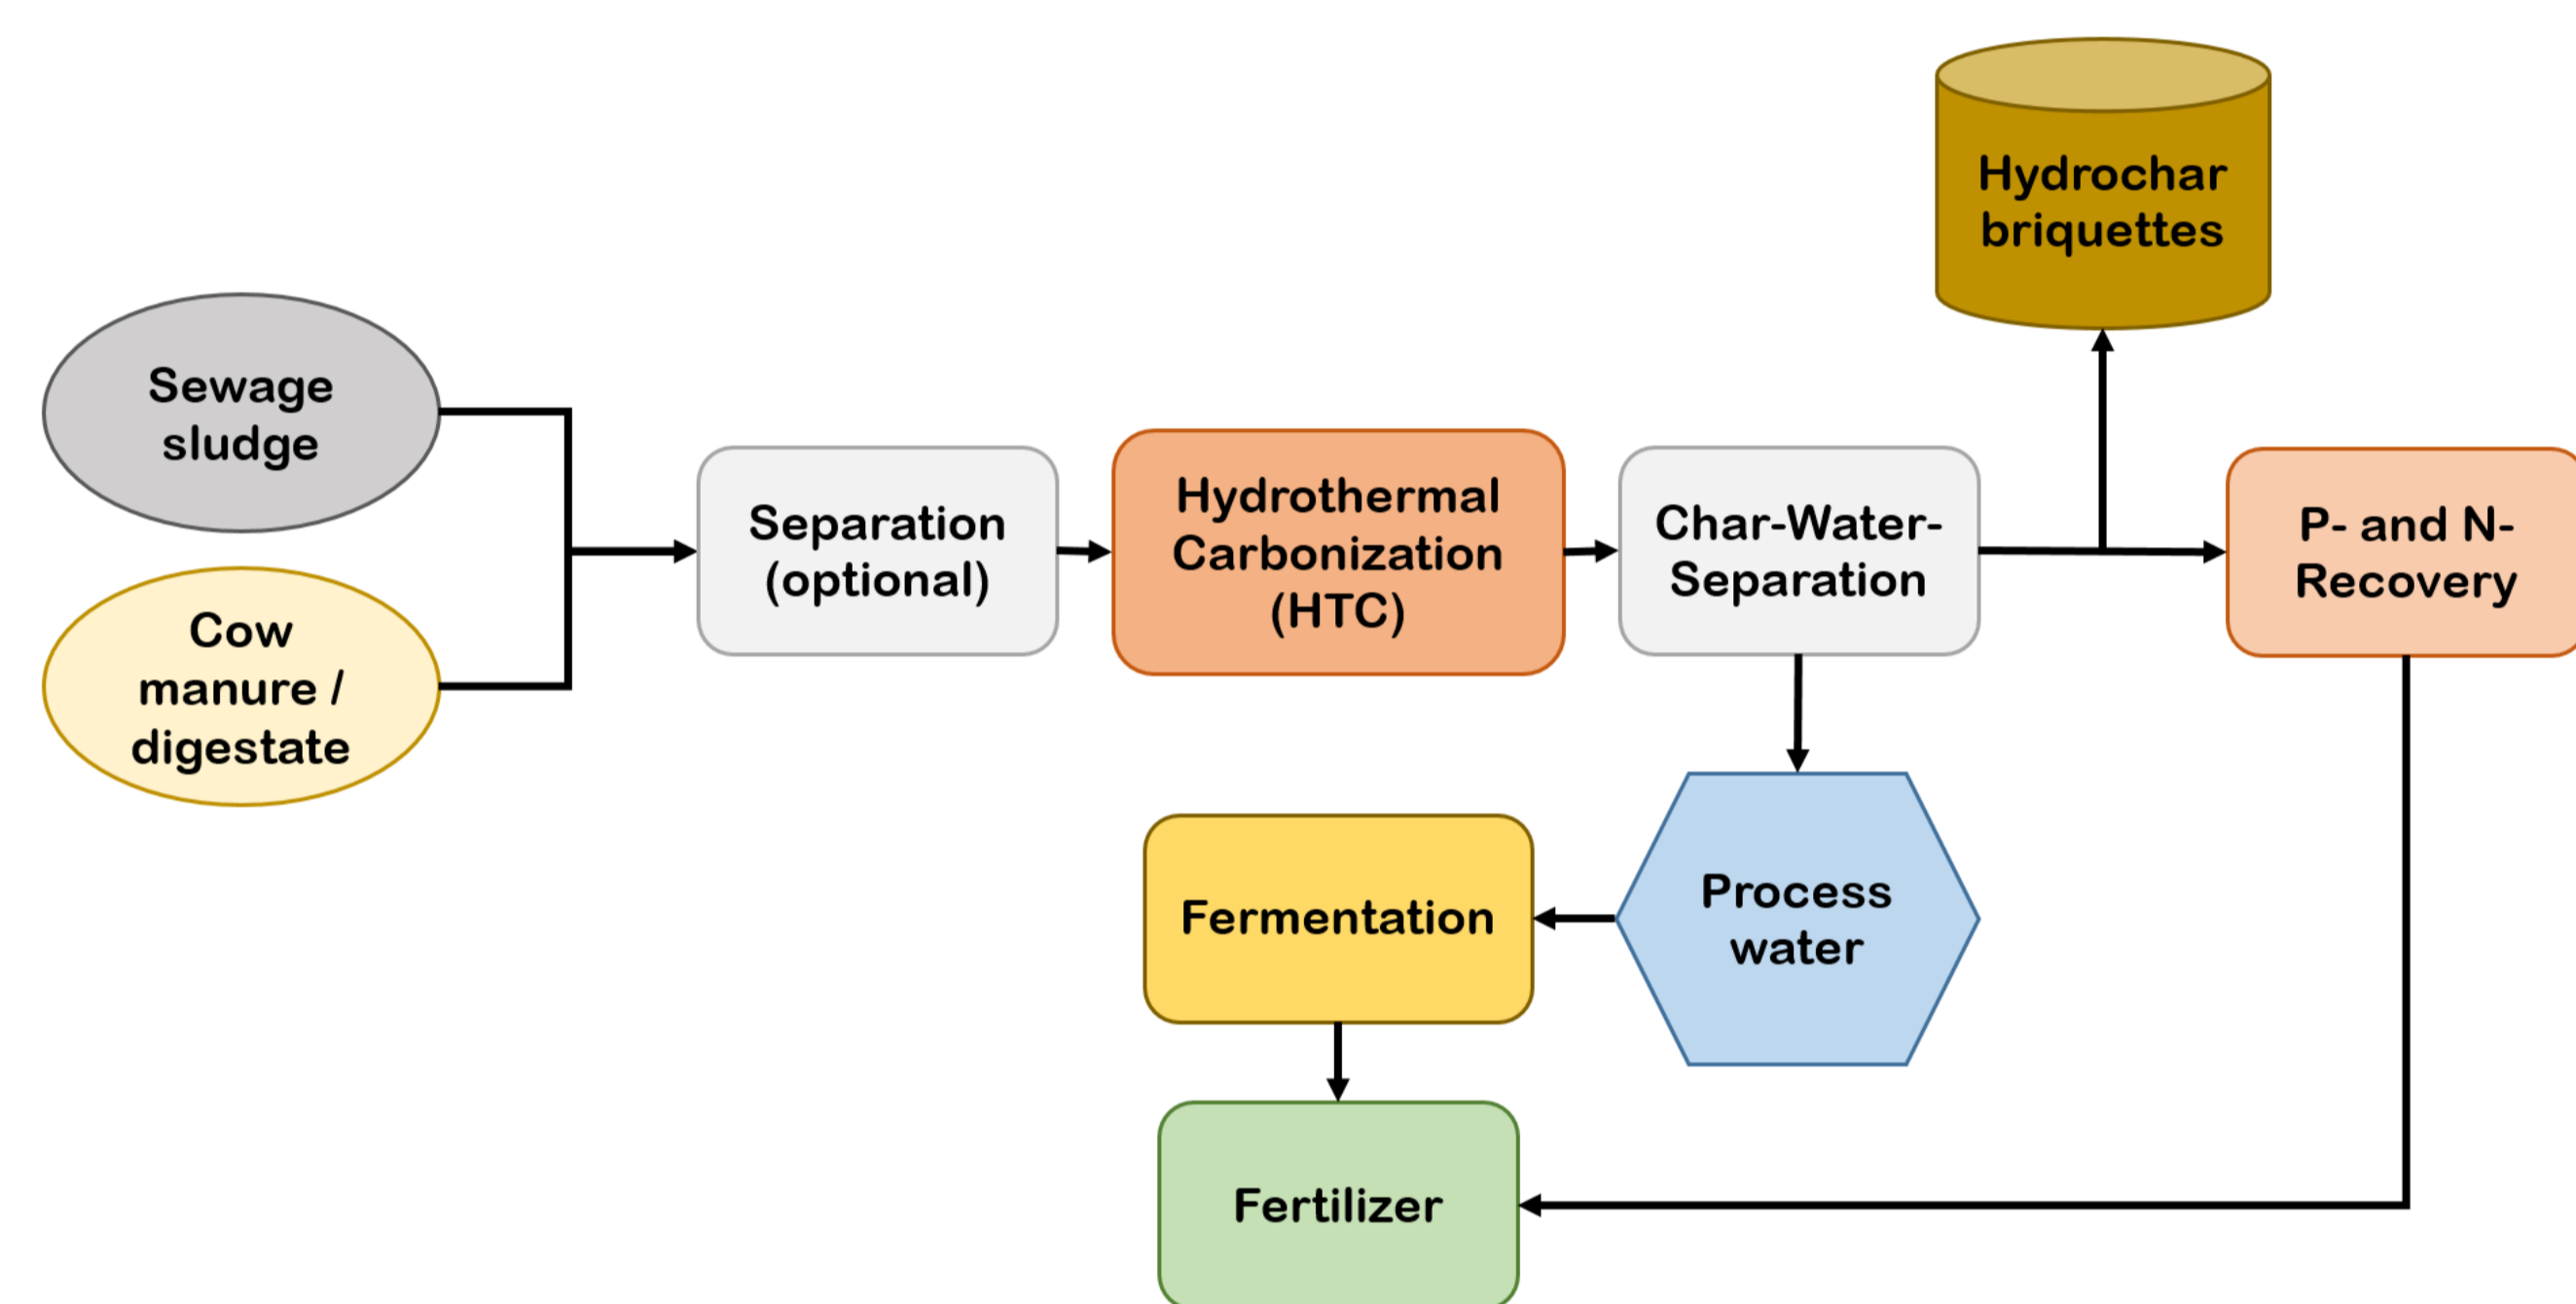 Hydrochar
briquettes
Sewage
sludge
Cow
manure /
digestate
Separation
(optional)
Hydrothermal
Carbonization
(HTC)
Char-Water-
Separation
P- and N-
Recovery
Process
water
Fermentation
Fertilizer